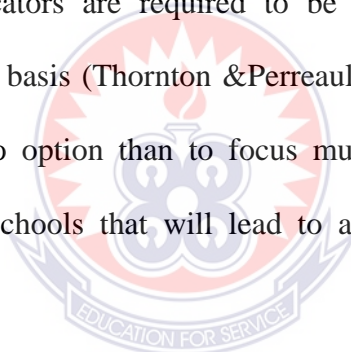 cators are required to be
basis (Thornton &Perreaul
option than to focus mu
schools that will lead to a
EDUCATION FOR SERVICE